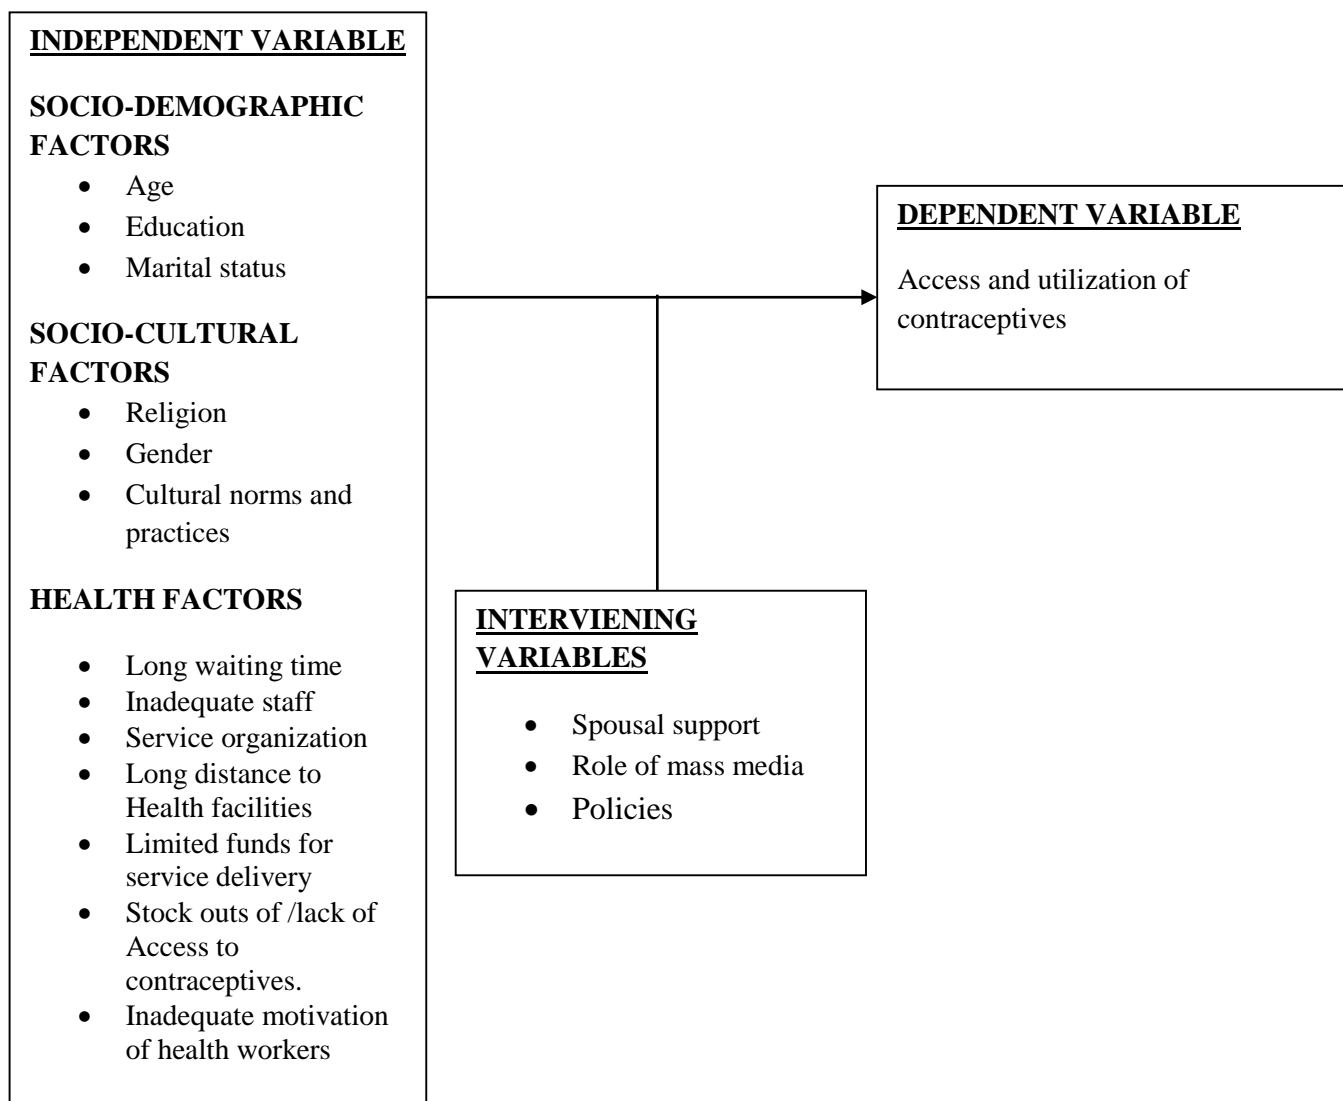 INDEPENDENT VARIABLE
SOCIO-DEMOGRAPHIC
FACTORS
• Age
• Education
• Marital status
SOCIO-CULTURAL
FACTORS
• Religion
• Gender
• Cultural norms and
practices
HEALTH FACTORS
• Long waiting time
• Inadequate staff
• Service organization
• Long distance to
Health facilities
• Limited funds for
service delivery
• Stock outs of /lack of
Access to
contraceptives.
• Inadequate motivation
of health workers
DEPENDENT VARIABLE
Access and utilization of
contraceptives
INTERVIENING
VARIABLES
• Spousal support
• Role of mass media
• Policies